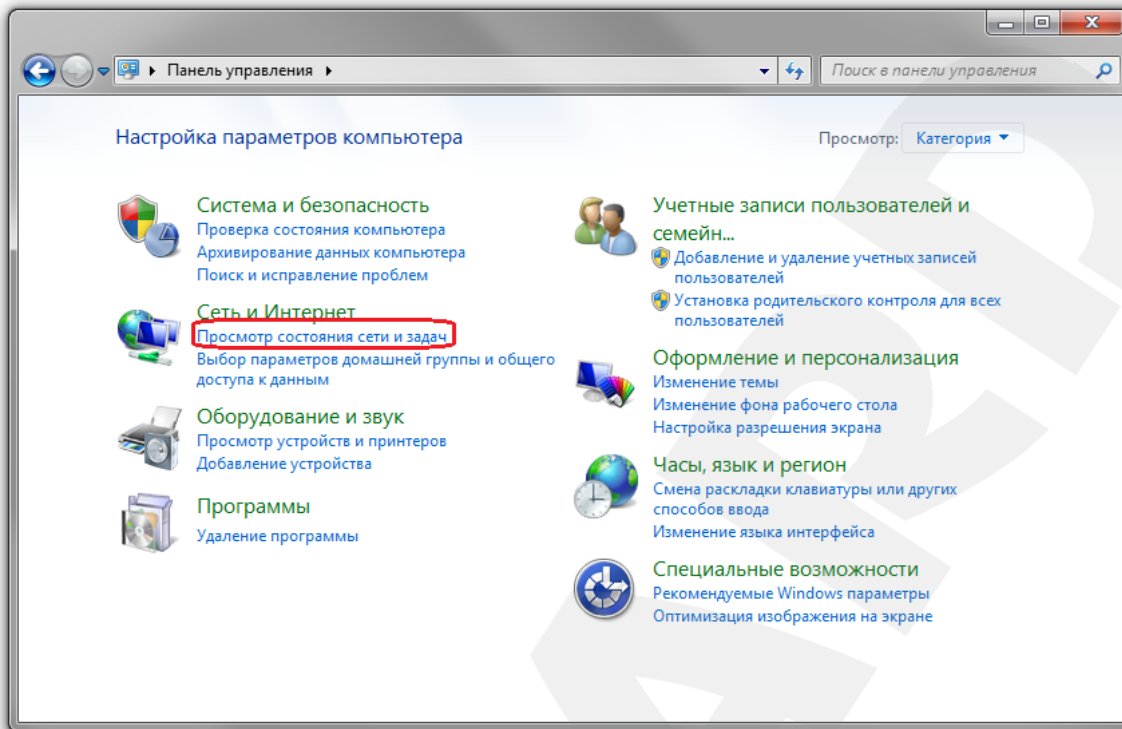 Панель управления
Поиск в панели управления
Настройка параметров компьютера
Просмотр: Категория
Система и безопасность
Проверка состояния компьютера
Архивирование данных компьютера
Поиск и исправление проблем
Сеть и Интернет
Просмотр состояния сети и задач
Выбор параметров домашней группы и общего
доступа к данным
Оборудование и звук
Просмотр устройств и принтеров
Добавление устройства
Программы
Удаление программы
Учетные записи пользователей и
семейн...
Добавление и удаление учетных записей
пользователей
Установка родительского контроля для всех
пользователей
Оформление и персонализация
Изменение темы
Изменение фона рабочего стола
Настройка разрешения экрана
Часы, язык и регион
Смена раскладки клавиатуры или других
способов ввода
Изменение языка интерфейса
Специальные возможности
Рекомендуемые Windows параметры
Оптимизация изображения на экране